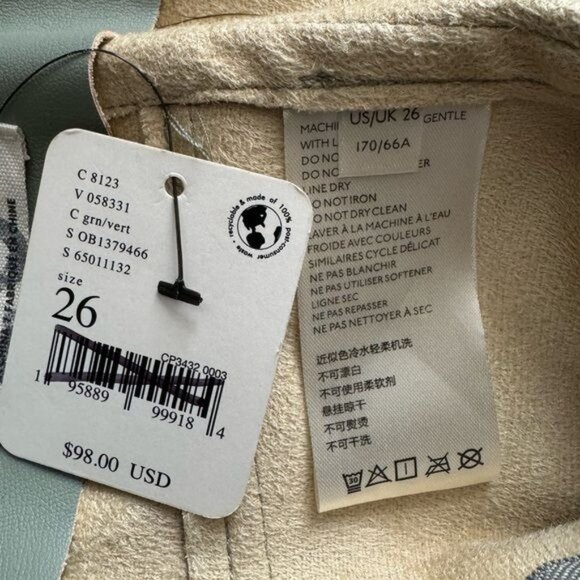 C 8123
V 058331
C grn/vert
S OB1379466
S 65011132
size
26
recyclable & made of 100% post-consumer waste
CP3432 0003
1 95889 99918 4
$98.00 USD
FABRIQUÉ EN CHINE
US/UK 26
170/66A
MACHI GENTLE
WITH L
DO NO
DO NO ER
LINE DRY
DO NOT IRON
DO NOT DRY CLEAN
LAVER À LA MACHINE À L'EAU
FROIDE AVEC COULEURS
SIMILAIRES CYCLE DÉLICAT
NE PAS BLANCHIR
NE PAS UTILISER SOFTENER
LIGNE SEC
NE PAS REPASSER
NE PAS NETTOYER À SEC
近似色冷水轻柔机洗
不可漂白
不可使用柔软剂
悬挂晾干
不可熨烫
不可干洗
30